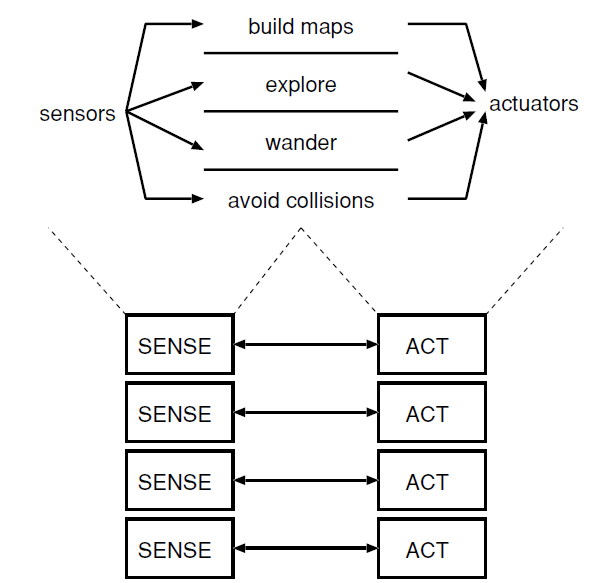 build maps
explore
sensors
actuators
wander
avoid collisions
SENSE ACT
SENSE ACT
SENSE ACT
SENSE ACT